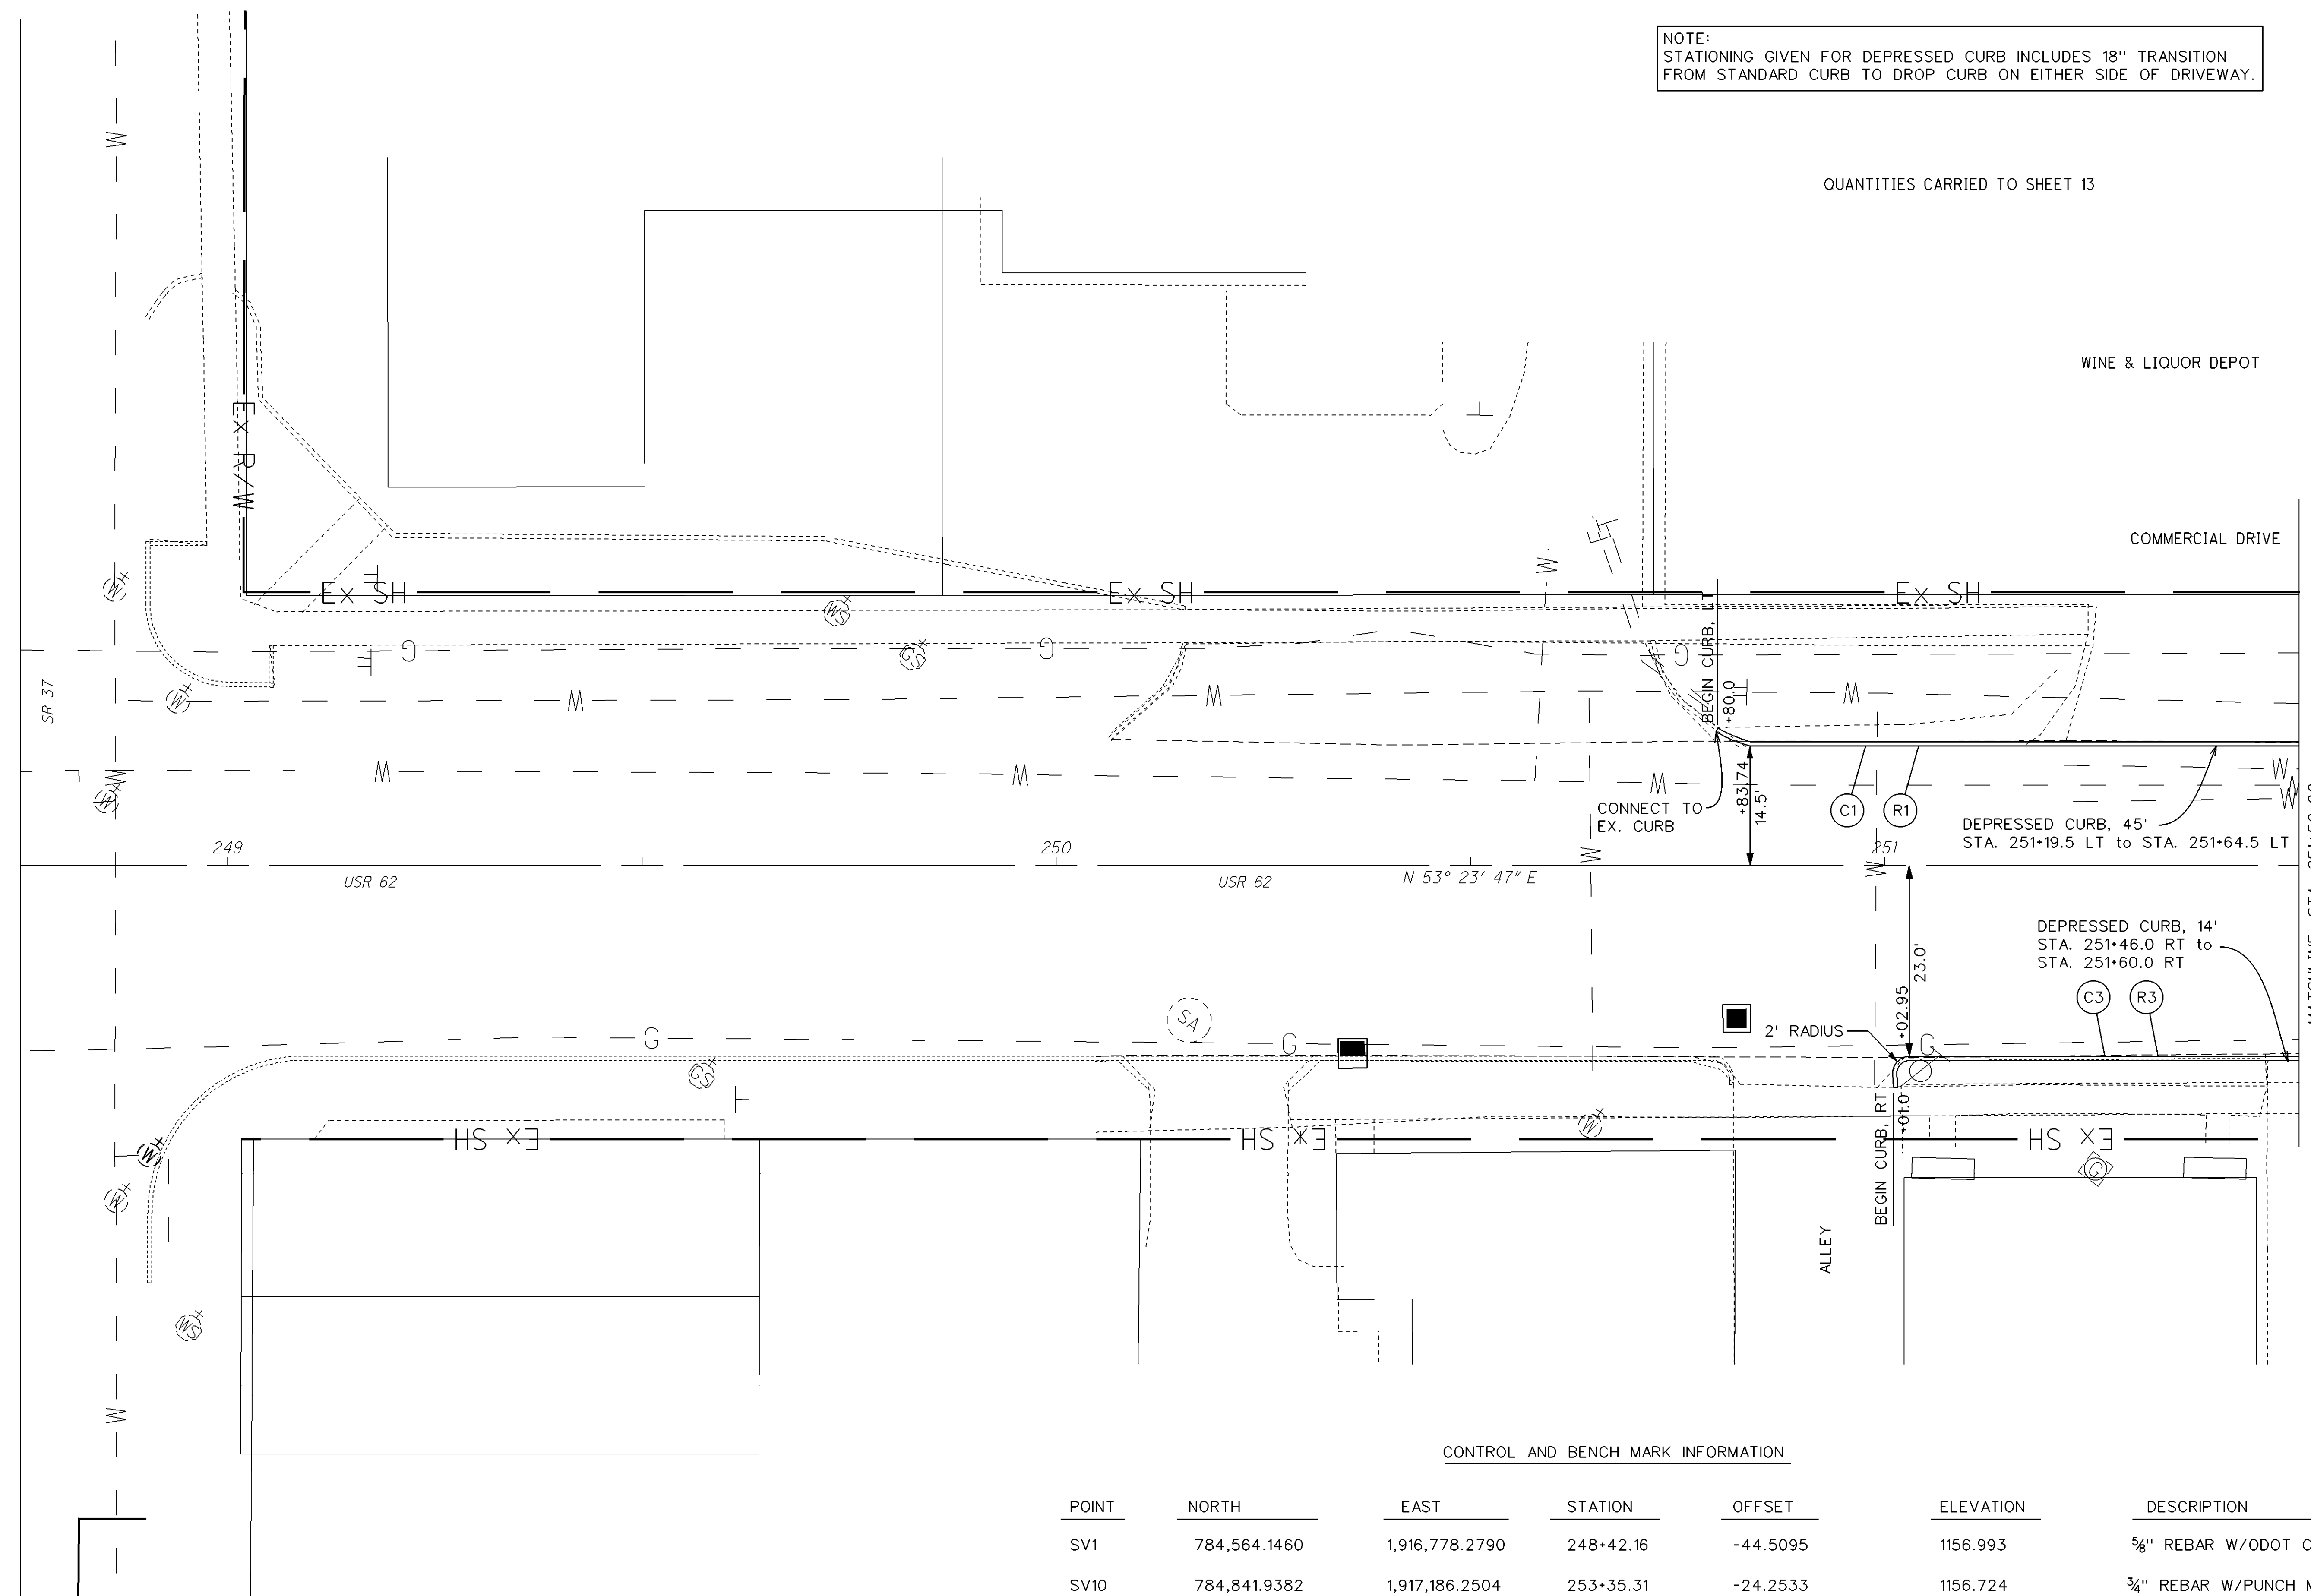 NOTE:
STATIONING GIVEN FOR DEPRESSED CURB INCLUDES 18" TRANSITION
FROM STANDARD CURB TO DROP CURB ON EITHER SIDE OF DRIVEWAY.
QUANTITIES CARRIED TO SHEET 13
WINE & LIQUOR DEPOT
COMMERCIAL DRIVE
W
Ex R/W
T
ET
W
W+
Ex SH
Ex SH
Ex SH
T
WS+
GS+
G
G
G
T
T
BEGIN CURB, LT
+80.0
SR 37
W+
W
W
W
W
W+
W
W
W
W
W
CONNECT TO
EX. CURB
+83.74
14.5'
C1
R1
DEPRESSED CURB, 45'
STA. 251+19.5 LT to STA. 251+64.5 LT
249
250
251
W
W
USR 62
USR 62
N 53° 23' 47" E
23.0'
+02.95
DEPRESSED CURB, 14'
STA. 251+46.0 RT to
STA. 251+60.0 RT
C3
R3
SA
2' RADIUS
G
G
G
GS+
T
W+
W+
W+
Ex SH
Ex SH
Ex SH
G
BEGIN CURB, RT
+01.0
ALLEY
WS+
W
CONTROL AND BENCH MARK INFORMATION
POINT NORTH EAST STATION OFFSET ELEVATION DESCRIPTION
SV1 784,564.1460 1,916,778.2790 248+42.16 -44.5095 1156.993 5/8" REBAR W/ODOT
SV10 784,841.9382 1,917,186.2504 253+35.31 -24.2533 1156.724 3/4" REBAR W/PUNCH